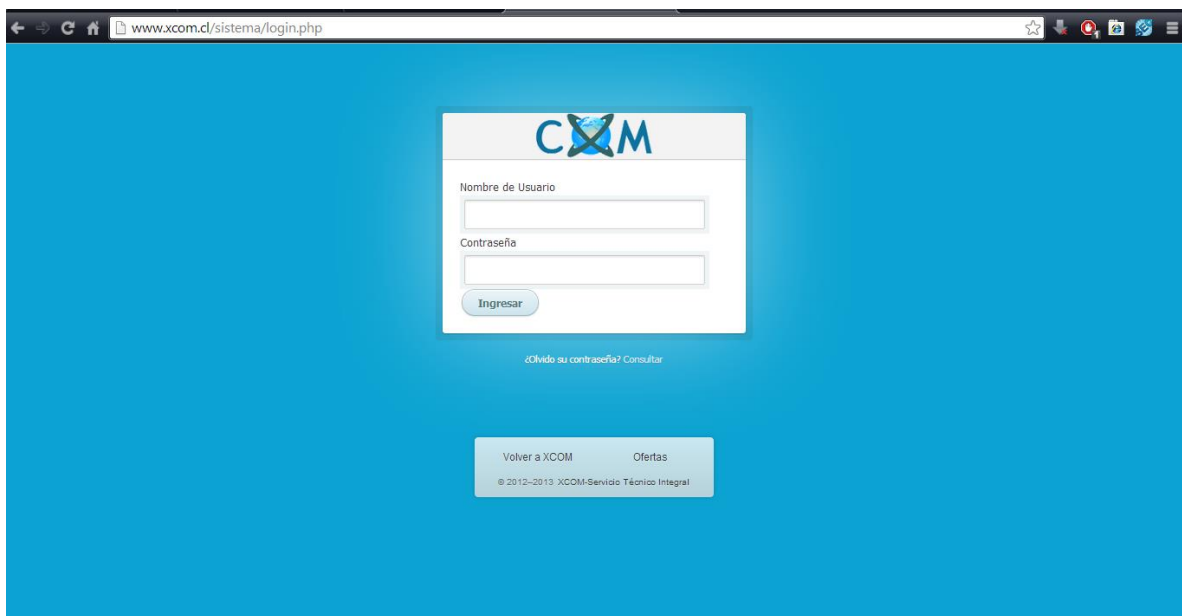 www.xcom.cl/sistema/login.php
CXM
Nombre de Usuario
Contraseña
Ingresar
¿Olvido su contraseña? Consultar
Volver a XCOM Ofertas
© 2012–2013 XCOM-Servicio Técnico Integral